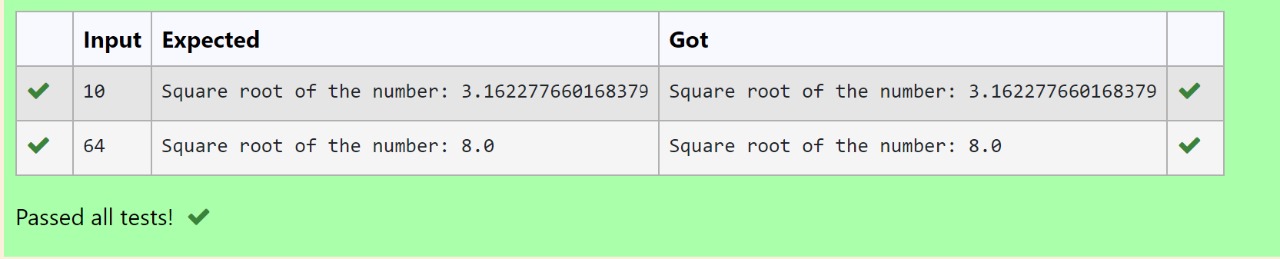 Input Expected Got
10 Square root of the number: 3.162277660168379 Square root of the number: 3.162277660168379
64 Square root of the number: 8.0 Square root of the number: 8.0
Passed all tests!